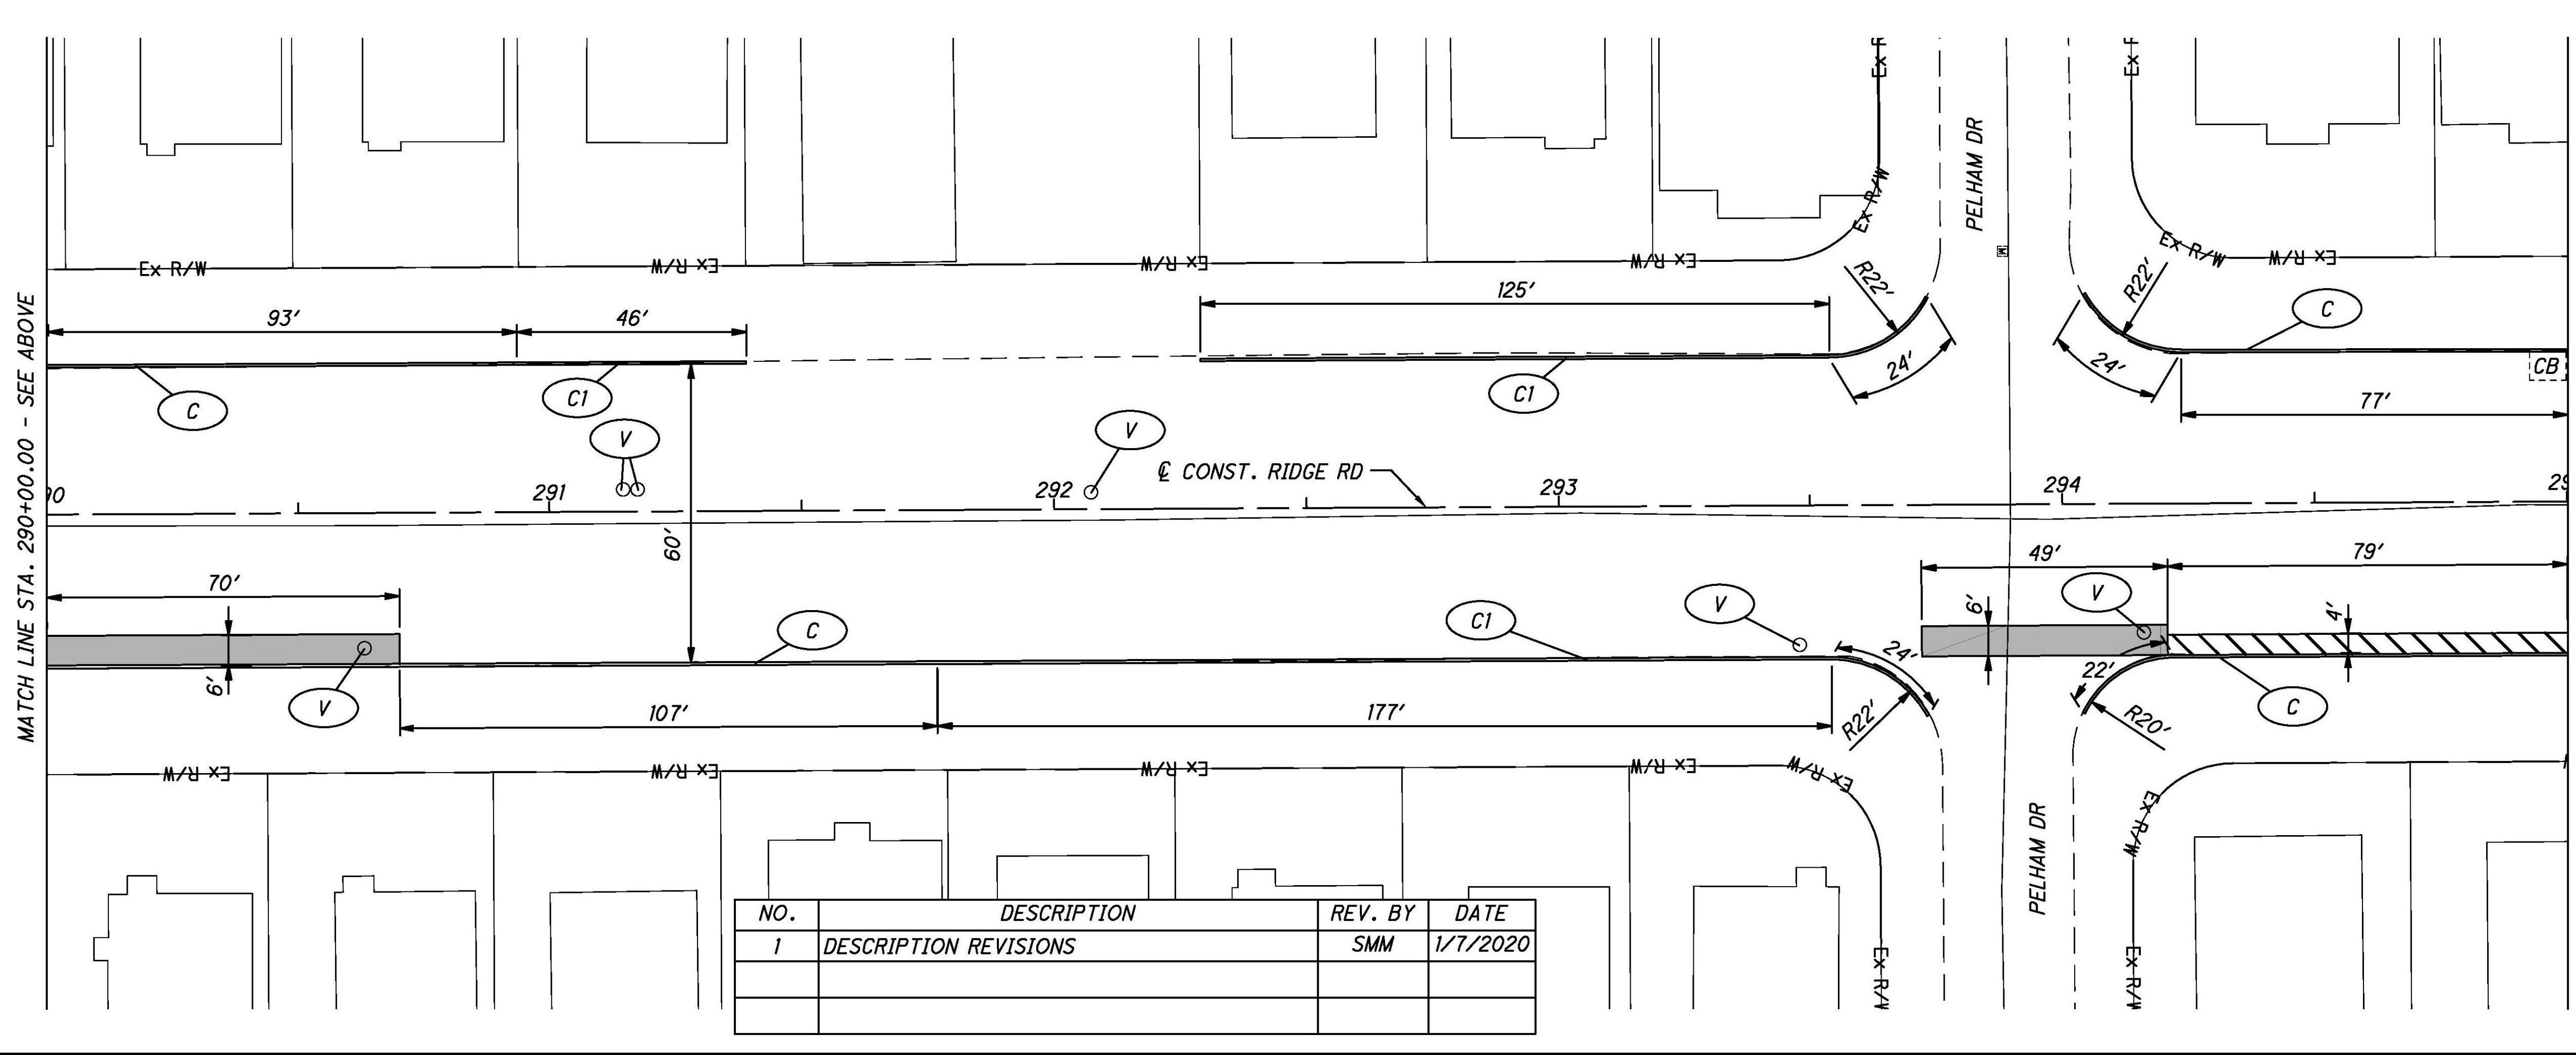 PELHAM DR
Ex R/W
Ex R/W
Ex R/W
Ex R/W
Ex R/W
Ex R/W
Ex R/W
MATCH LINE STA. 290+00.00 - SEE ABOVE
93'
46'
125'
R22'
24'
R22'
24'
C
CB
77'
C
C1
C1
V
V
℄ CONST. RIDGE RD
291
292
293
294
60'
70'
6'
V
C
C1
V
24'
R22'
49'
6'
V
79'
4'
22'
R20'
C
107'
177'
Ex R/W
Ex R/W
Ex R/W
Ex R/W
Ex R/W
Ex R/W
Ex R/W
Ex R/W
PELHAM DR
NO. DESCRIPTION REV. BY DATE
1 DESCRIPTION REVISIONS SMM 1/7/2020